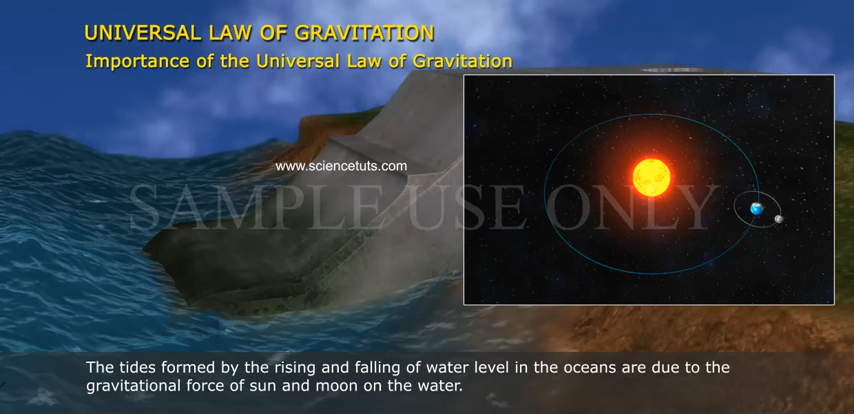 UNIVERSAL LAW OF GRAVITATION
Importance of the Universal Law of Gravitation
www.sciencetuts.com
SAMPLE USE ONLY
The tides formed by the rising and falling of water level in the oceans are due to the
gravitational force of sun and moon on the water.